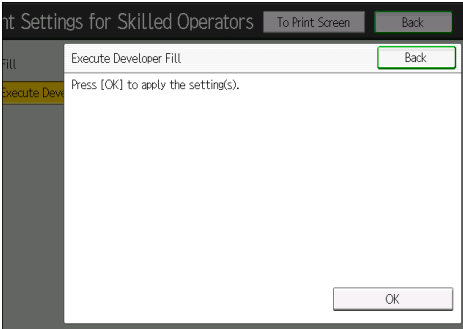 nt Settings for Skilled Operators To Print Screen Back
Fill
Execute Developer Fill Back
Execute Deve
Press [OK] to apply the setting(s).
OK